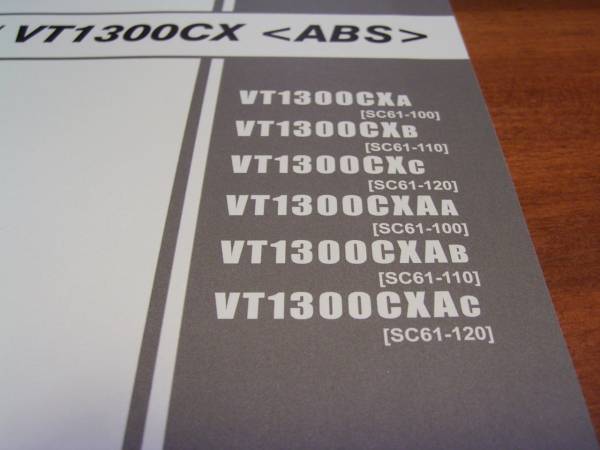 VT1300CX <ABS>
VT1300CXA
[SC61-100]
VT1300CXB
[SC61-110]
VT1300CXC
[SC61-120]
VT1300CXAA
[SC61-100]
VT1300CXAB
[SC61-110]
VT1300CXAC
[SC61-120]